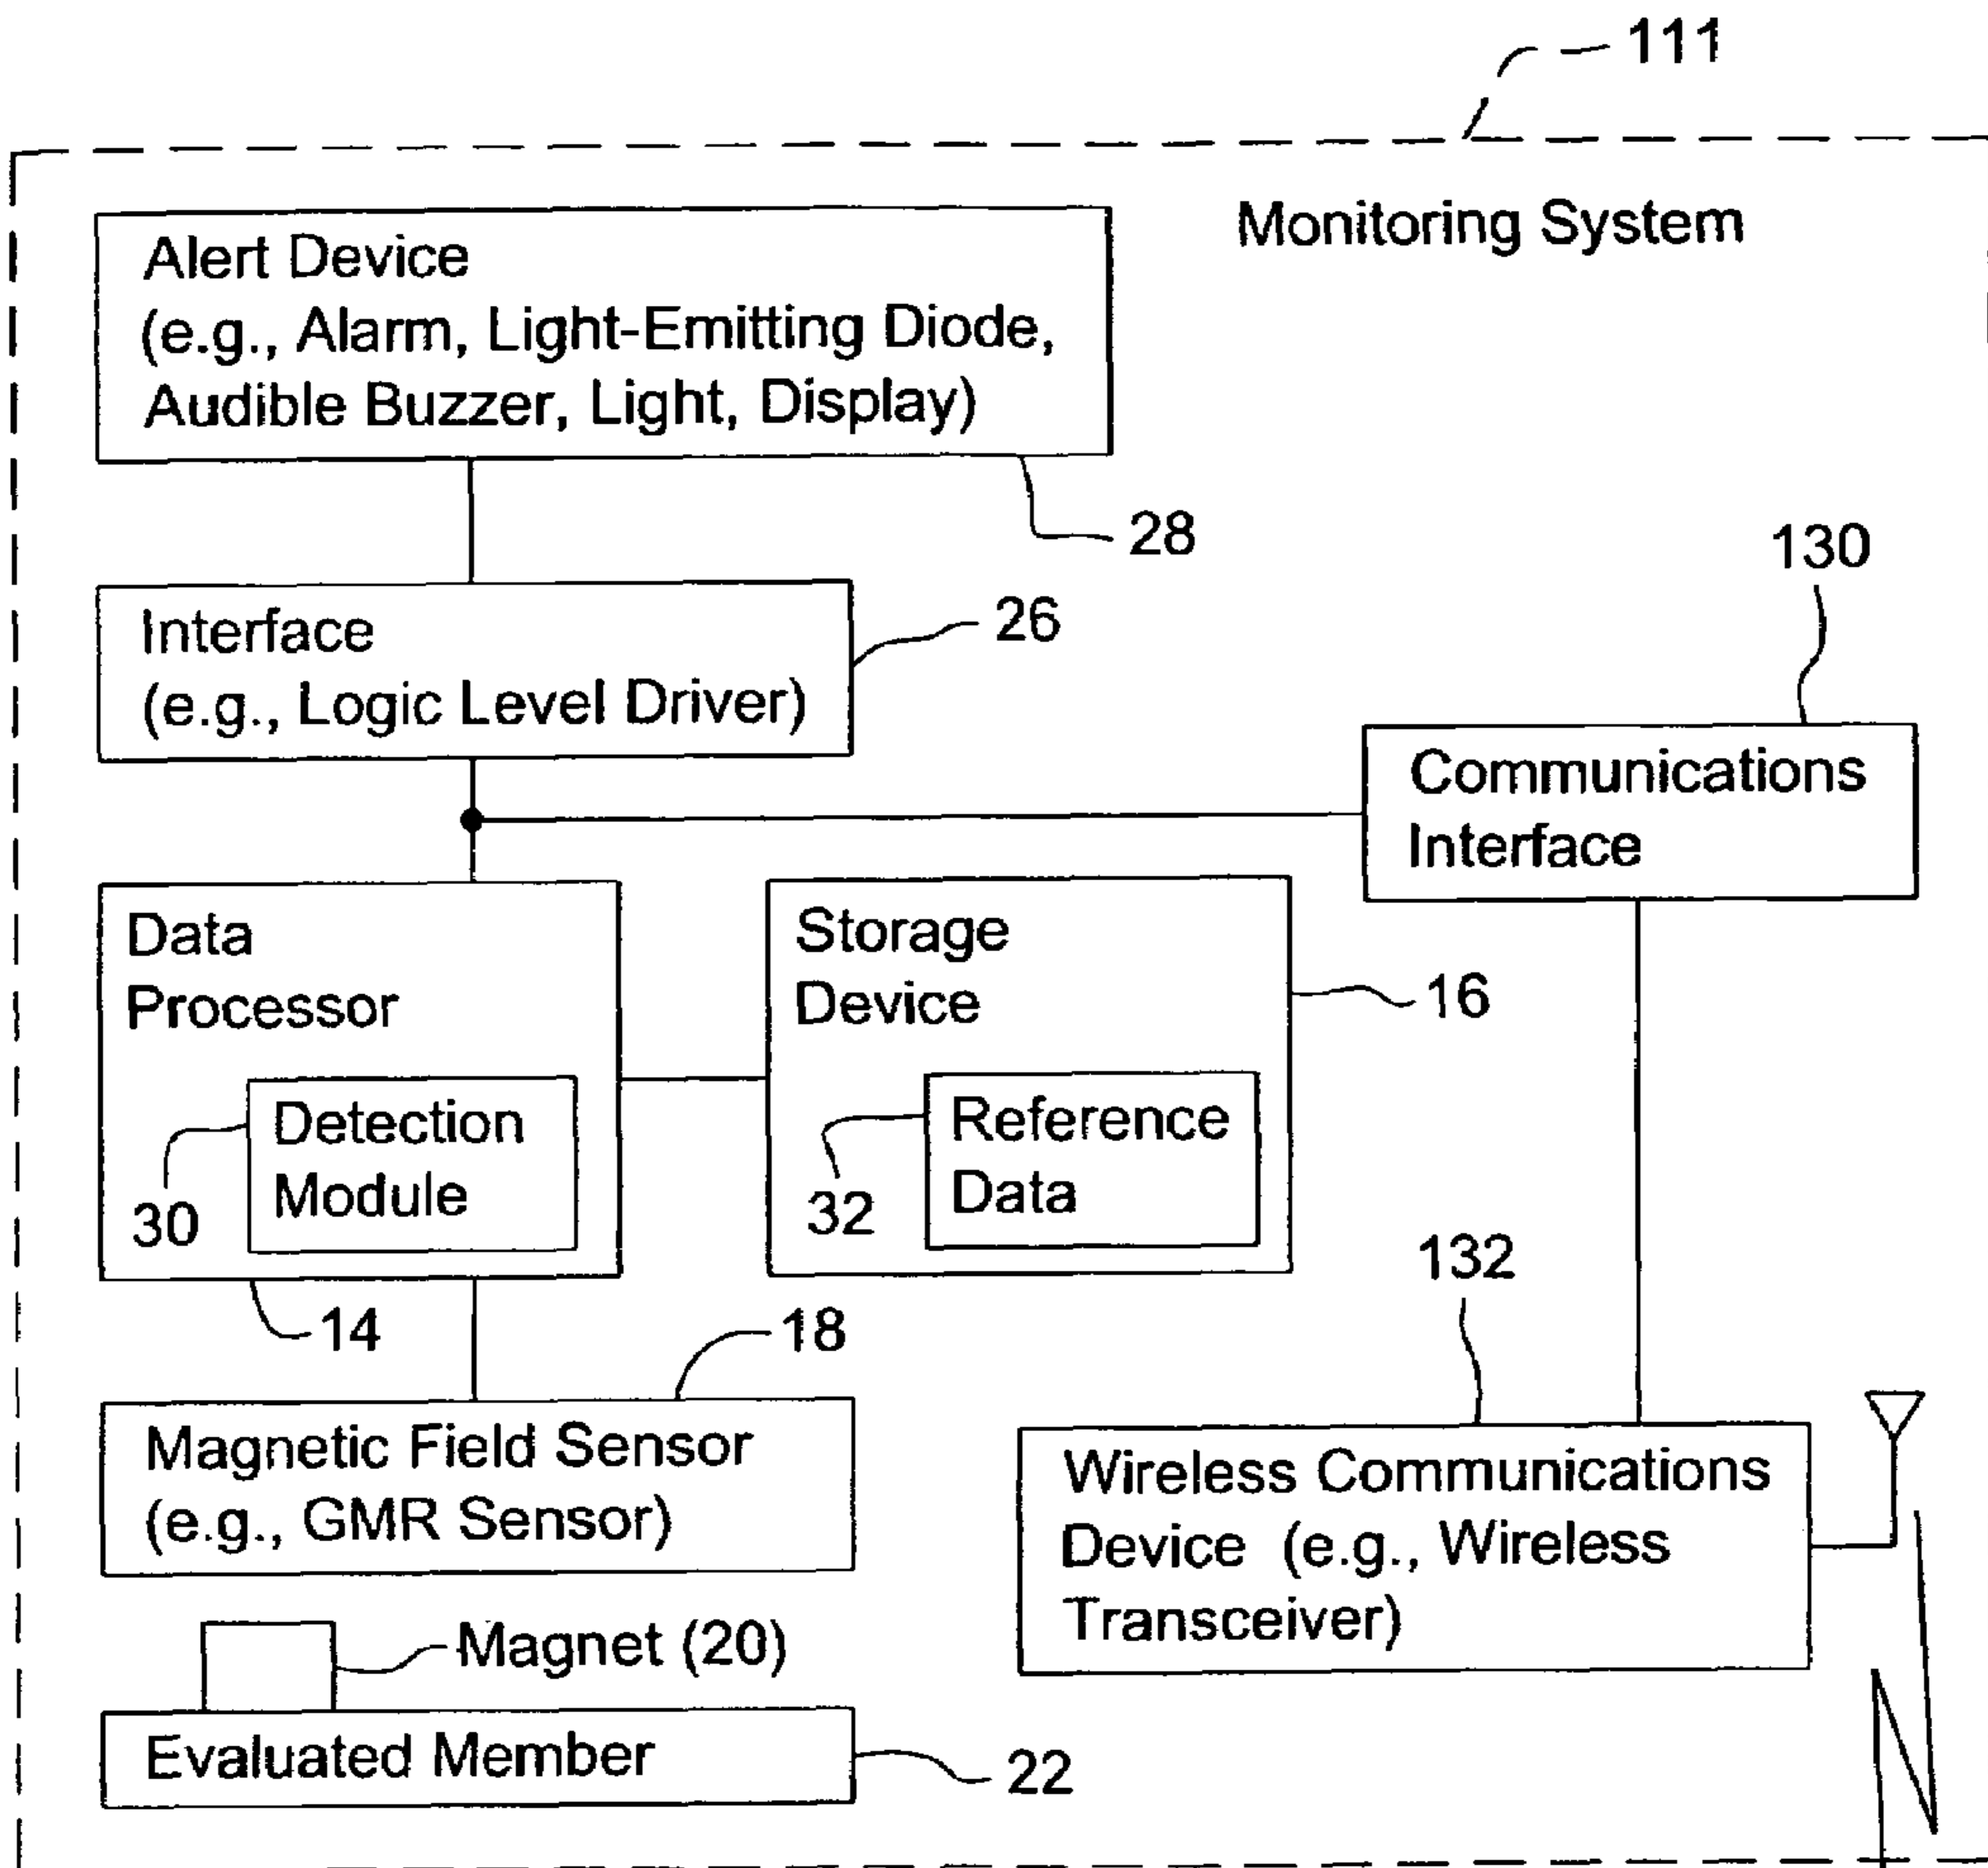 111
Monitoring System
Alert Device
(e.g., Alarm, Light-Emitting Diode,
Audible Buzzer, Light, Display)
28
130
Interface
(e.g., Logic Level Driver)
26
Communications
Interface
Data
Processor
Storage
Device
16
Detection
Module
30
Reference
Data
32
132
14
18
Magnetic Field Sensor
(e.g., GMR Sensor)
Wireless Communications
Device (e.g., Wireless
Transceiver)
Magnet (20)
Evaluated Member
22